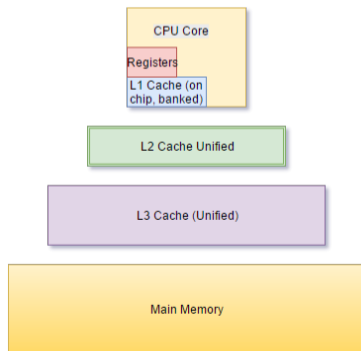 CPU Core
Registers
L1 Cache (on
chip, banked)
L2 Cache Unified
L3 Cache (Unified)
Main Memory